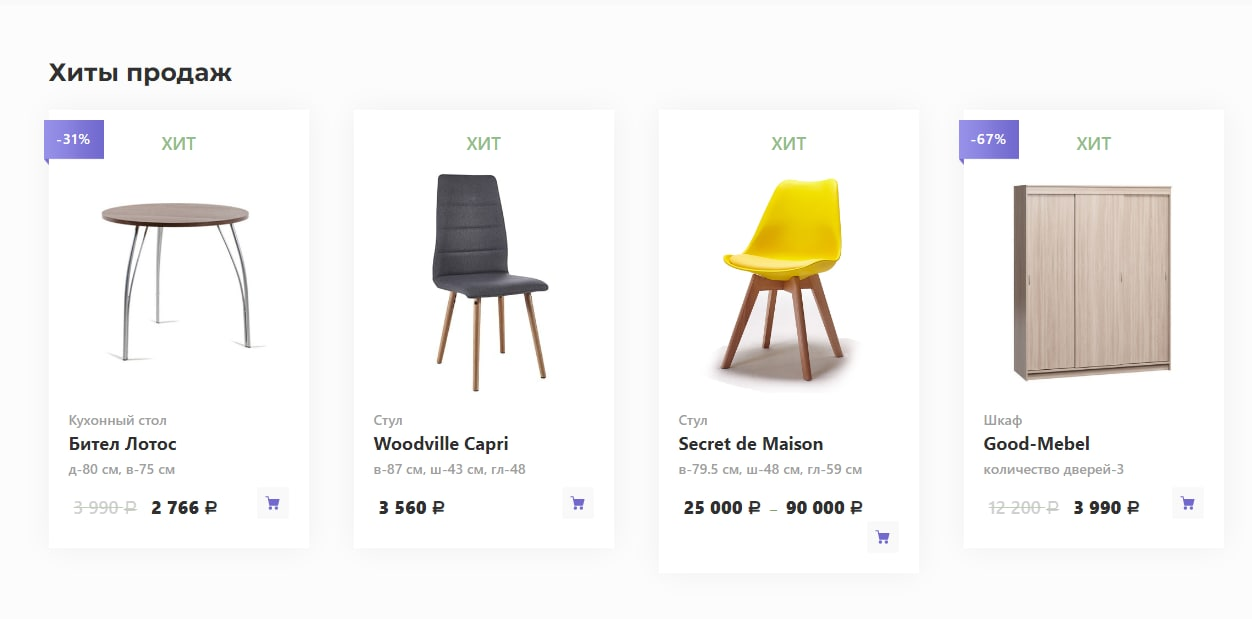 Хиты продаж
-31%
ХИТ
Кухонный стол
Бител Лотос
д-80 см, в-75 см
3 990 ₽ 2 766 ₽
ХИТ
Стул
Woodville Capri
в-87 см, ш-43 см, гл-48
3 560 ₽
ХИТ
Стул
Secret de Maison
в-79.5 см, ш-48 см, гл-59 см
25 000 ₽ – 90 000 ₽
-67%
ХИТ
Шкаф
Good-Mebel
количество дверей-3
12 200 ₽ 3 990 ₽